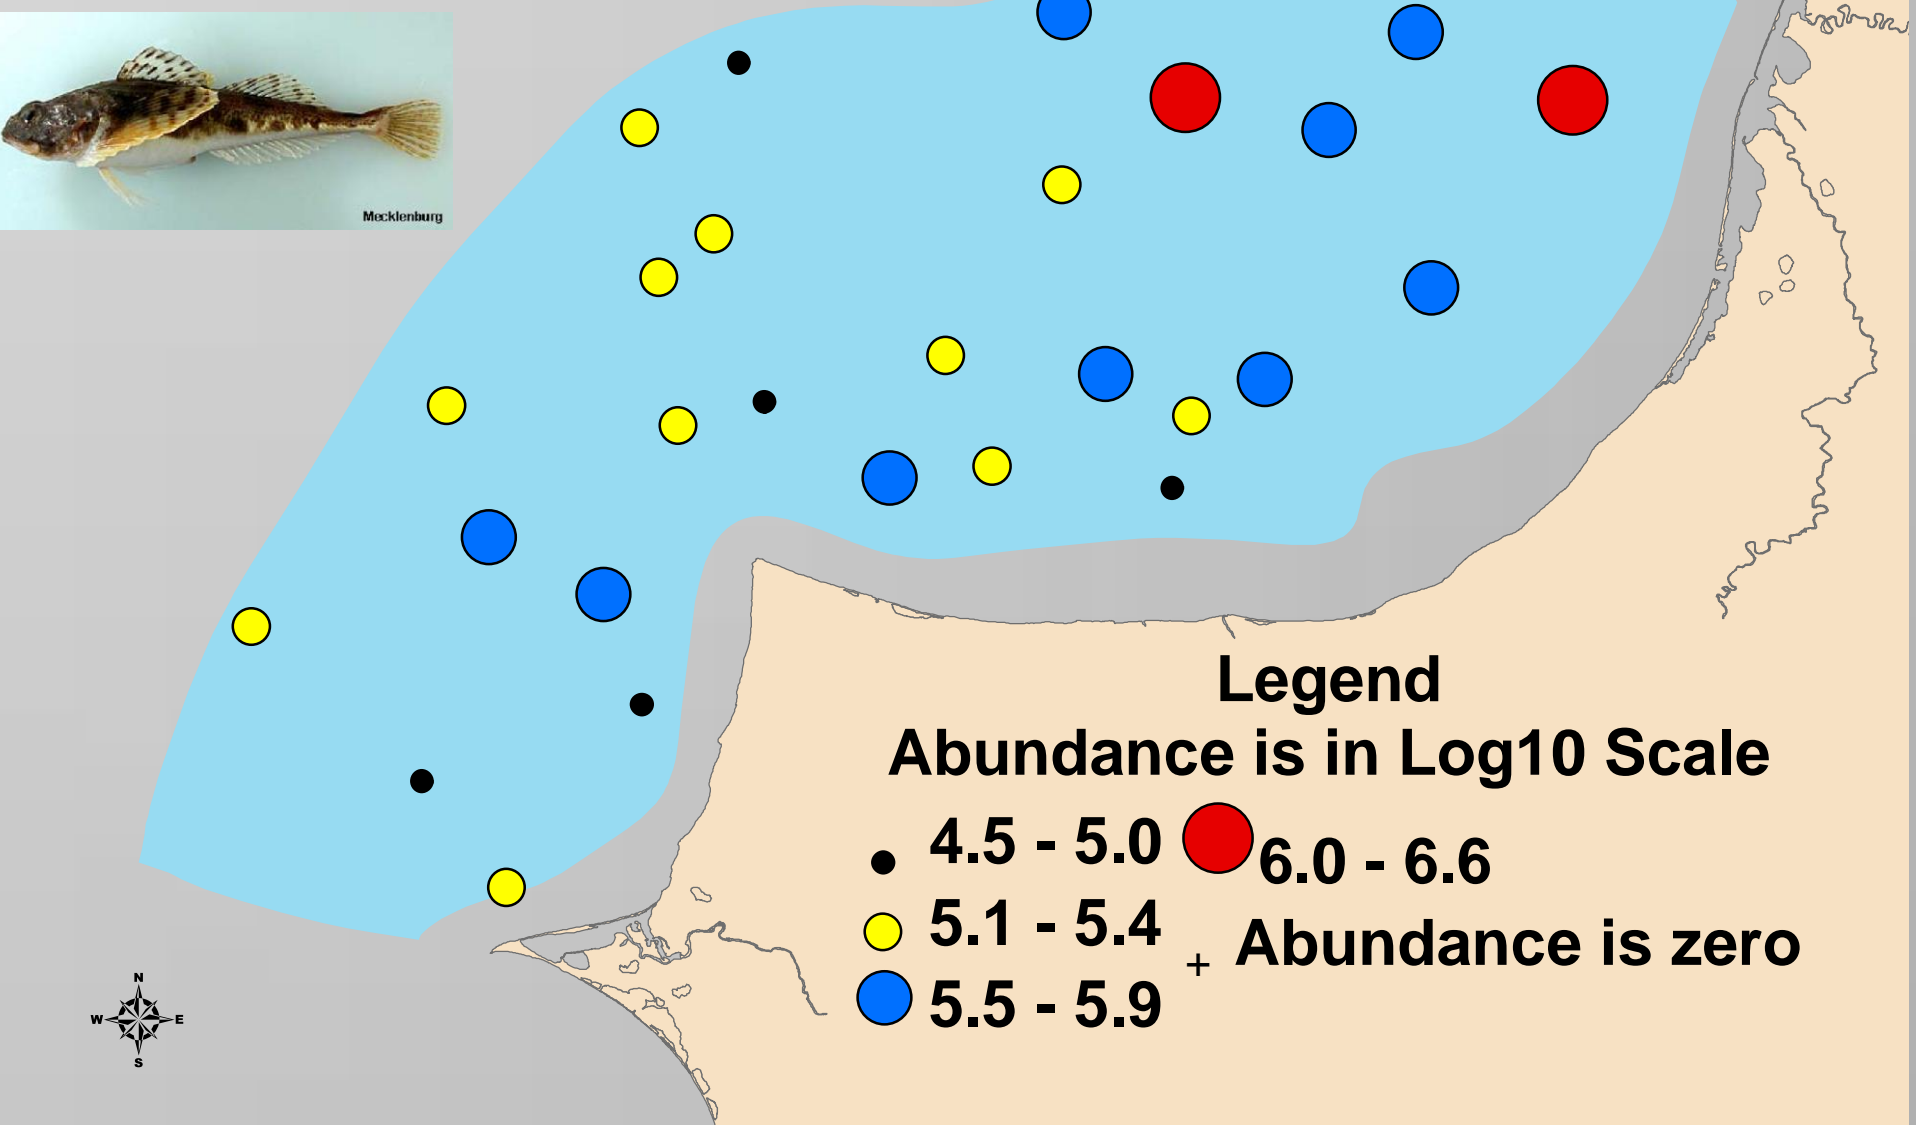 Mecklenburg
Legend
Abundance is in Log10 Scale
4.5 - 5.0
6.0 - 6.6
5.1 - 5.4
+ Abundance is zero
5.5 - 5.9
N
W E
S